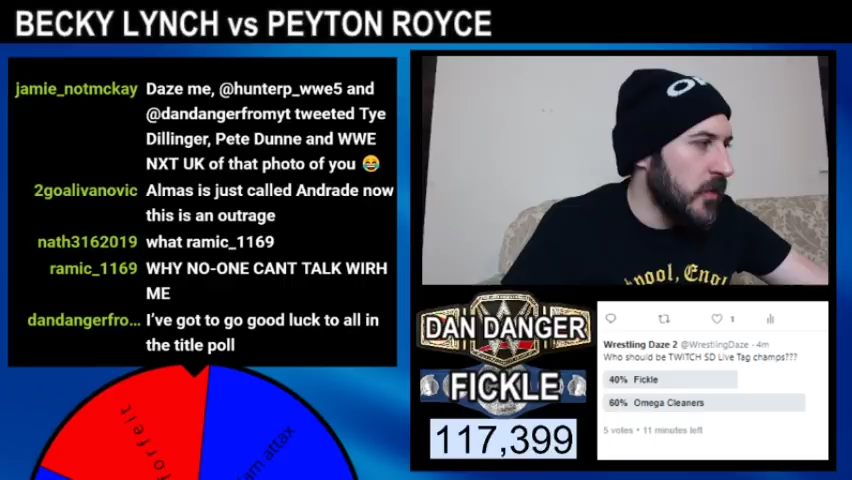 BECKY LYNCH vs PEYTON ROYCE
jamie_notmckay Daze me, @hunterp_wwe5 and
@dandangerfromyt tweeted Tye
Dillinger, Pete Dunne and WWE
NXT UK of that photo of you 😂
2goalivanovic Almas is just called Andrade now
this is an outrage
nath3162019 what ramic_1169
ramic_1169 WHY NO-ONE CANT TALK WIRH
ME
dandangerfro... I've got to go good luck to all in
the title poll
forfeit
am attax
DAN DANGER
FICKLE
117,399
1
Wrestling Daze 2 @WrestlingDaze · 4m
Who should be TWITCH SD Live Tag champs???
40% Fickle
60% Omega Cleaners
5 votes • 11 minutes left